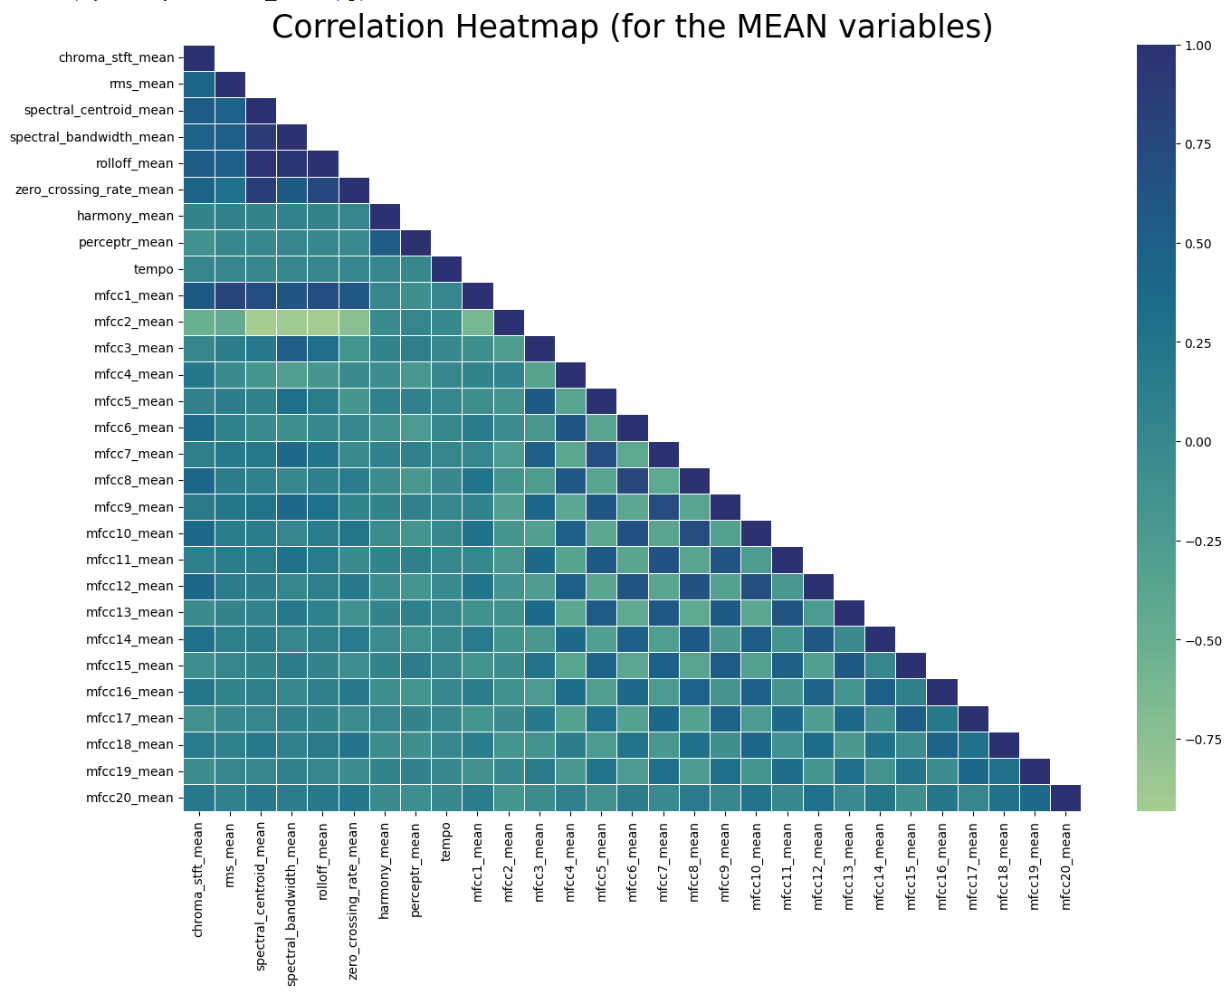 Correlation Heatmap (for the MEAN variables)
chroma_stft_mean
rms_mean
spectral_centroid_mean
spectral_bandwidth_mean
rolloff_mean
zero_crossing_rate_mean
harmony_mean
perceptr_mean
tempo
mfcc1_mean
mfcc2_mean
mfcc3_mean
mfcc4_mean
mfcc5_mean
mfcc6_mean
mfcc7_mean
mfcc8_mean
mfcc9_mean
mfcc10_mean
mfcc11_mean
mfcc12_mean
mfcc13_mean
mfcc14_mean
mfcc15_mean
mfcc16_mean
mfcc17_mean
mfcc18_mean
mfcc19_mean
mfcc20_mean
chroma_stft_mean
rms_mean
spectral_centroid_mean
spectral_bandwidth_mean
rolloff_mean
zero_crossing_rate_mean
harmony_mean
perceptr_mean
tempo
mfcc1_mean
mfcc2_mean
mfcc3_mean
mfcc4_mean
mfcc5_mean
mfcc6_mean
mfcc7_mean
mfcc8_mean
mfcc9_mean
mfcc10_mean
mfcc11_mean
mfcc12_mean
mfcc13_mean
mfcc14_mean
mfcc15_mean
mfcc16_mean
mfcc17_mean
mfcc18_mean
mfcc19_mean
mfcc20_mean
1.00
0.75
0.50
0.25
0.00
−0.25
−0.50
−0.75